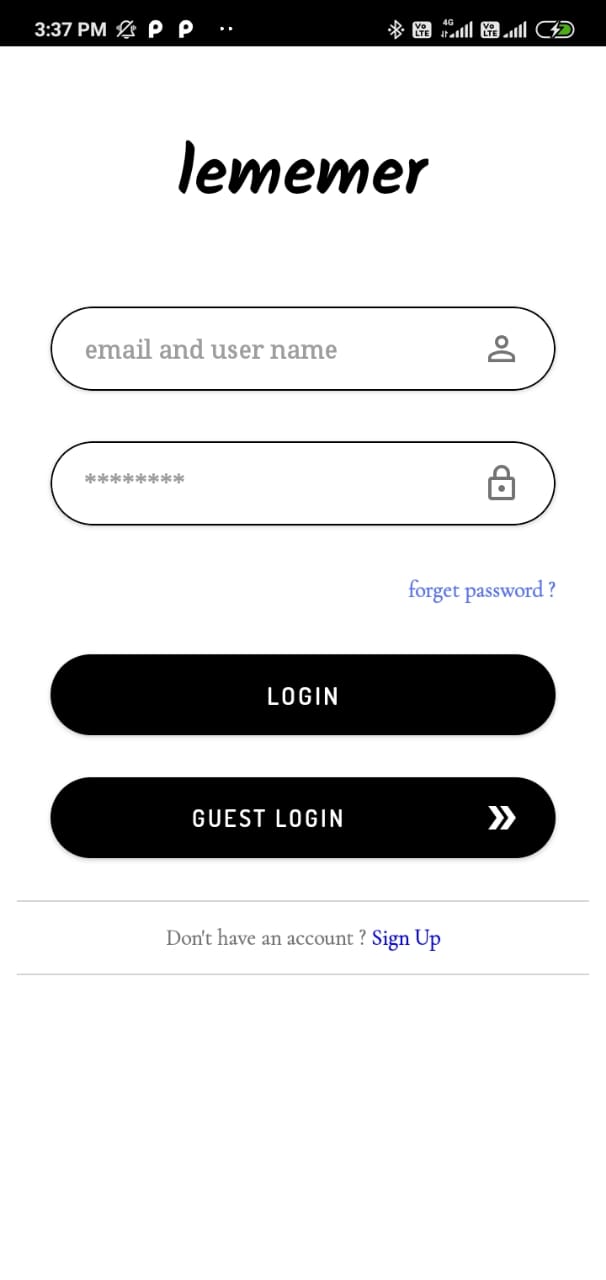 3:37 PM
4G
Vo LTE
Vo LTE
lememer
email and user name
********
forget password ?
LOGIN
GUEST LOGIN
Don't have an account ? Sign Up